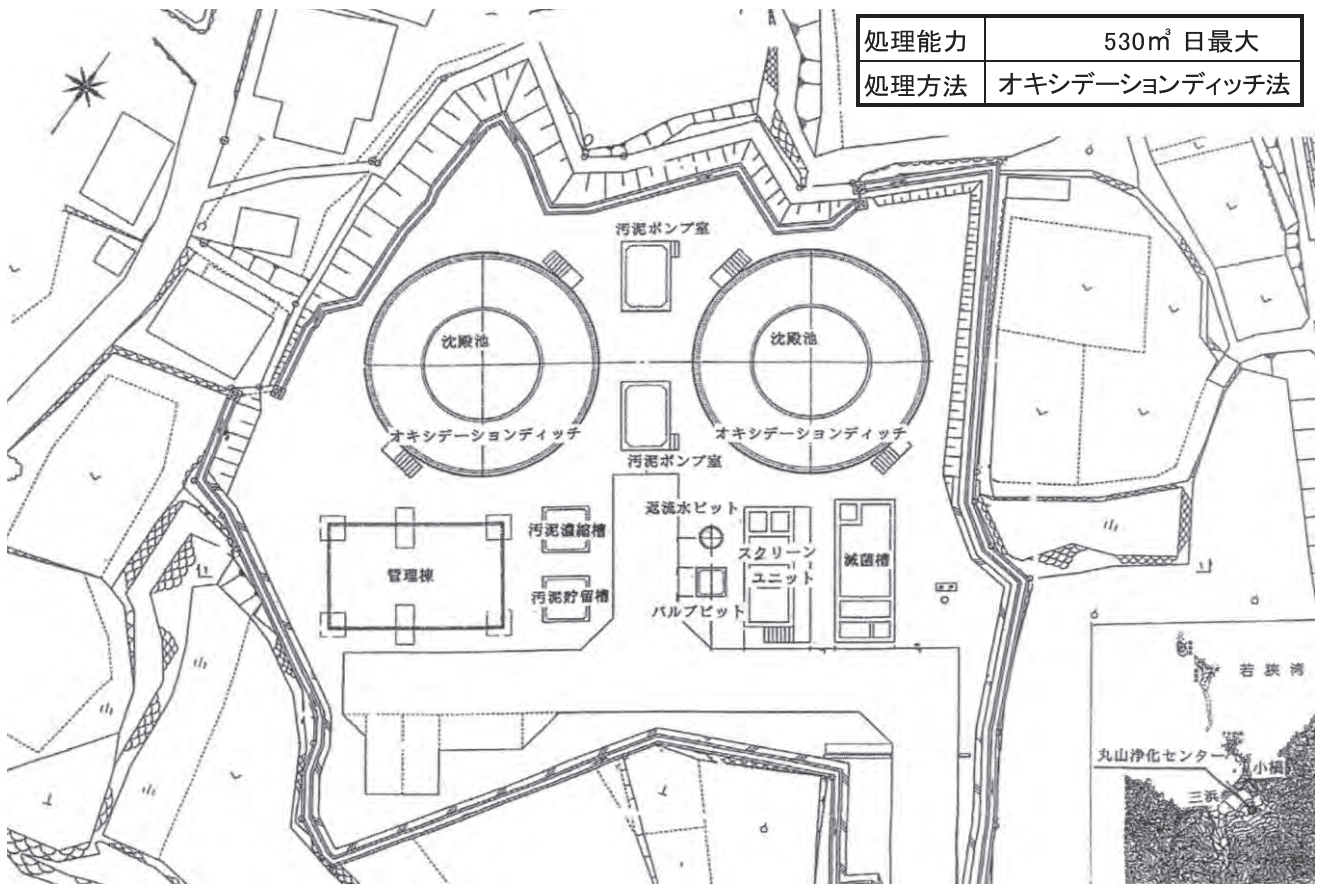 処理能力 530㎥ 日最大
処理方法 オキシデーションディッチ法
汚泥ポンプ室
沈殿池
沈殿池
オキシデーションディッチ
オキシデーションディッチ
汚泥ポンプ室
返流水ピット
汚泥濃縮槽
スクリーン
ユニット
滅菌槽
管理棟
汚泥貯留槽
バルブピット
若狭湾
丸山浄化センター
小橋
三浜